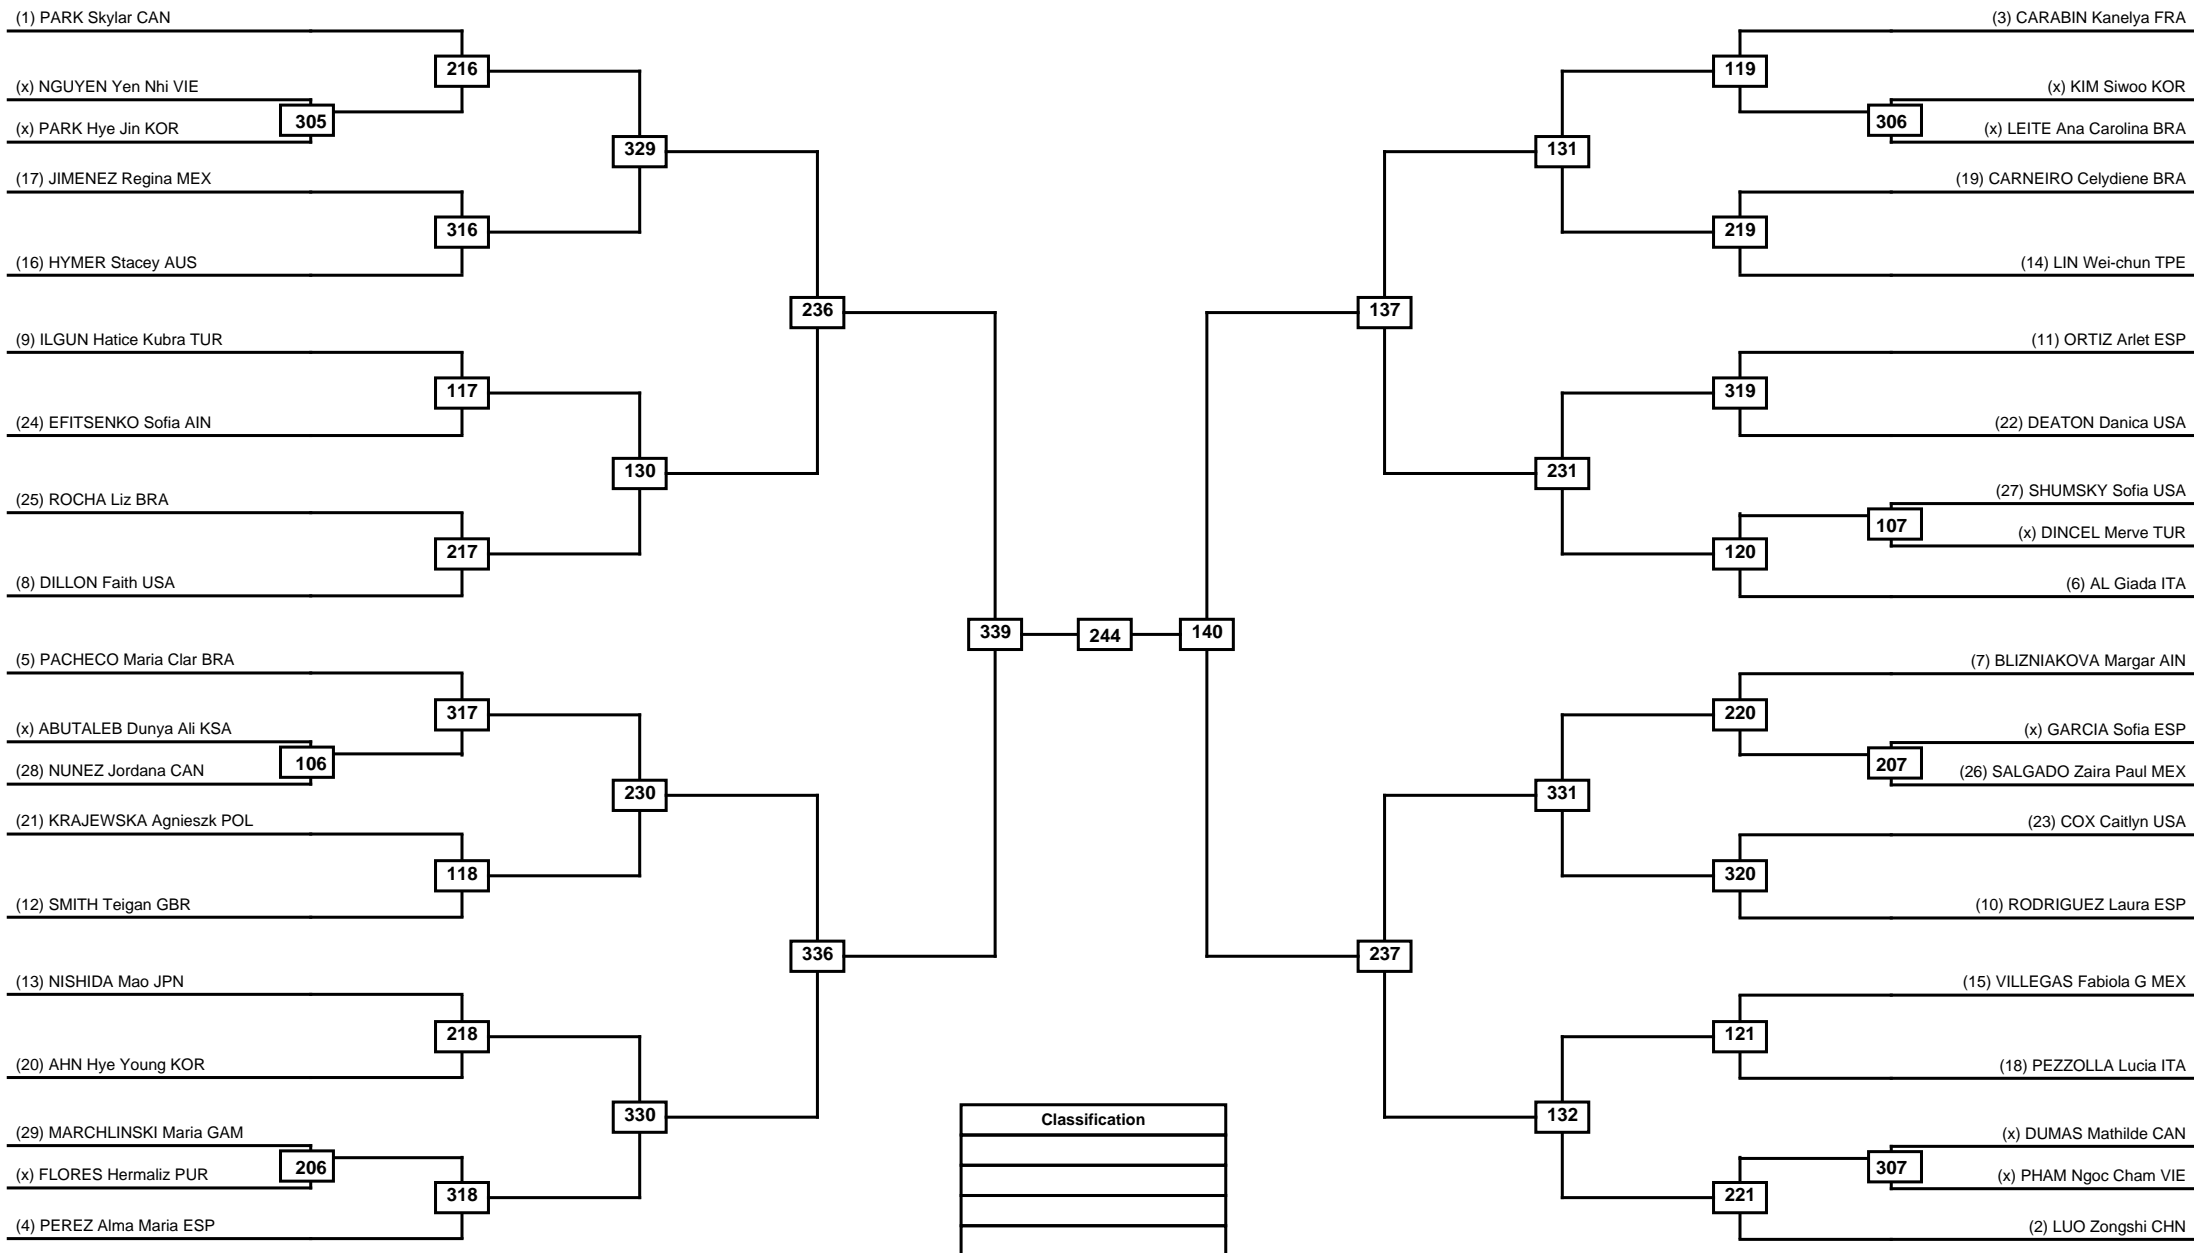 (1) PARK Skylar CAN
216
(x) NGUYEN Yen Nhi VIE
305
(x) PARK Hye Jin KOR
329
(17) JIMENEZ Regina MEX
316
(16) HYMER Stacey AUS
236
(9) ILGUN Hatice Kubra TUR
117
(24) EFITSENKO Sofia AIN
130
(25) ROCHA Liz BRA
217
(8) DILLON Faith USA
339
244
140
(5) PACHECO Maria Clar BRA
317
(x) ABUTALEB Dunya Ali KSA
106
(28) NUNEZ Jordana CAN
230
(21) KRAJEWSKA Agnieszk POL
118
(12) SMITH Teigan GBR
336
(13) NISHIDA Mao JPN
218
(20) AHN Hye Young KOR
330
(29) MARCHLINSKI Maria GAM
206
(x) FLORES Hermaliz PUR
318
(4) PEREZ Alma Maria ESP
(3) CARABIN Kanelya FRA
119
(x) KIM Siwoo KOR
306
(x) LEITE Ana Carolina BRA
131
(19) CARNEIRO Celydiene BRA
219
(14) LIN Wei-chun TPE
137
(11) ORTIZ Arlet ESP
319
(22) DEATON Danica USA
231
(27) SHUMSKY Sofia USA
107
(x) DINCEL Merve TUR
120
(6) AL Giada ITA
(7) BLIZNIAKOVA Margar AIN
220
(x) GARCIA Sofia ESP
207
(26) SALGADO Zaira Paul MEX
331
(23) COX Caitlyn USA
320
(10) RODRIGUEZ Laura ESP
237
(15) VILLEGAS Fabiola G MEX
121
(18) PEZZOLLA Lucia ITA
132
(x) DUMAS Mathilde CAN
307
(x) PHAM Ngoc Cham VIE
221
(2) LUO Zongshi CHN
Classification